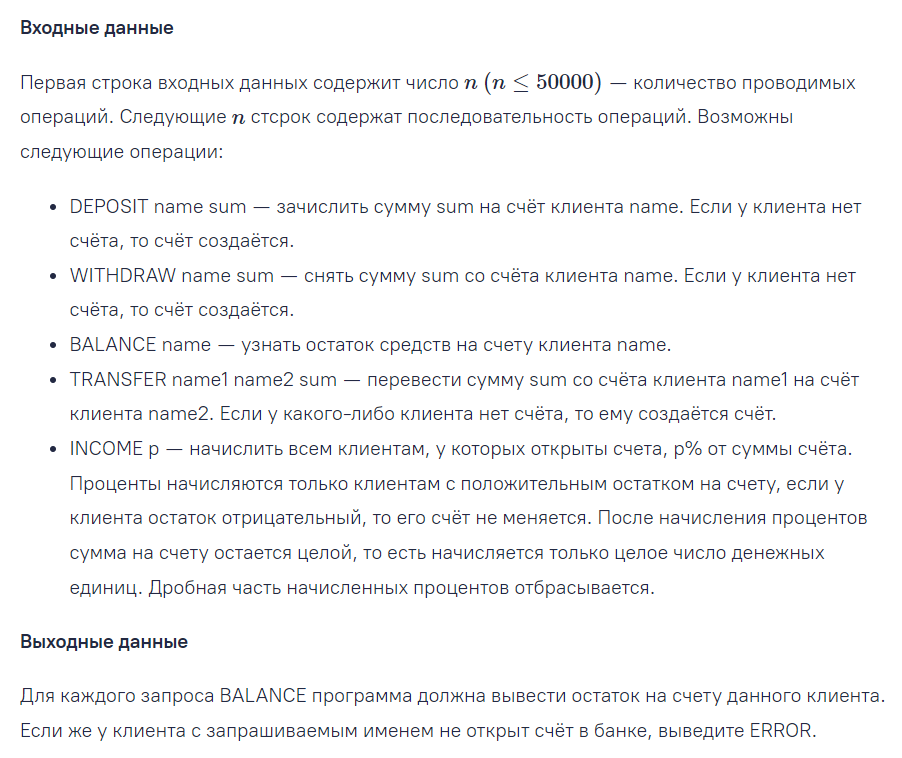 Входные данные
Первая строка входных данных содержит число n (n ≤ 50000) — количество проводимых
операций. Следующие n стсрок содержат последовательность операций. Возможны
следующие операции:
• DEPOSIT name sum — зачислить сумму sum на счёт клиента name. Если у клиента нет
счёта, то счёт создаётся.
• WITHDRAW name sum — снять сумму sum со счёта клиента name. Если у клиента нет
счёта, то счёт создаётся.
• BALANCE name — узнать остаток средств на счету клиента name.
• TRANSFER name1 name2 sum — перевести сумму sum со счёта клиента name1 на счёт
клиента name2. Если у какого-либо клиента нет счёта, то ему создаётся счёт.
• INCOME p — начислить всем клиентам, у которых открыты счета, p% от суммы счёта.
Проценты начисляются только клиентам с положительным остатком на счету, если у
клиента остаток отрицательный, то его счёт не меняется. После начисления процентов
сумма на счету остается целой, то есть начисляется только целое число денежных
единиц. Дробная часть начисленных процентов отбрасывается.
Выходные данные
Для каждого запроса BALANCE программа должна вывести остаток на счету данного клиента.
Если же у клиента с запрашиваемым именем не открыт счёт в банке, выведите ERROR.